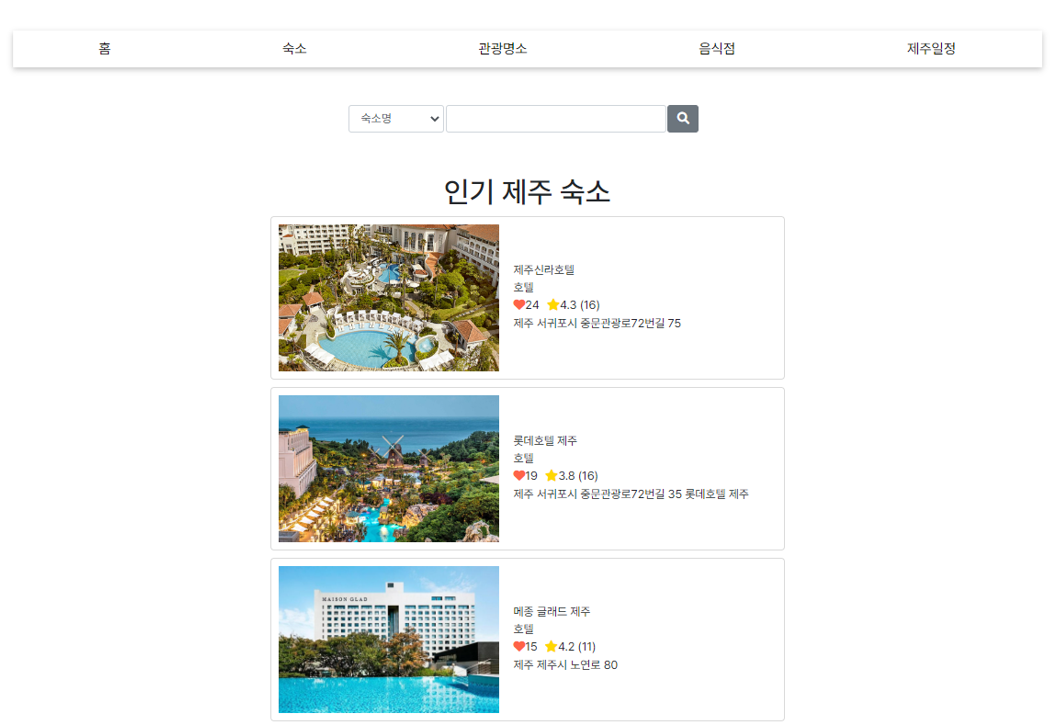 홈 숙소 관광명소 음식점 제주일정
숙소명
인기 제주 숙소
제주신라호텔
호텔
24 4.3 (16)
제주 서귀포시 중문관광로72번길 75
롯데호텔 제주
호텔
19 3.8 (16)
제주 서귀포시 중문관광로72번길 35 롯데호텔 제주
MAISON GLAD
메종 글래드 제주
호텔
15 4.2 (11)
제주 제주시 노연로 80